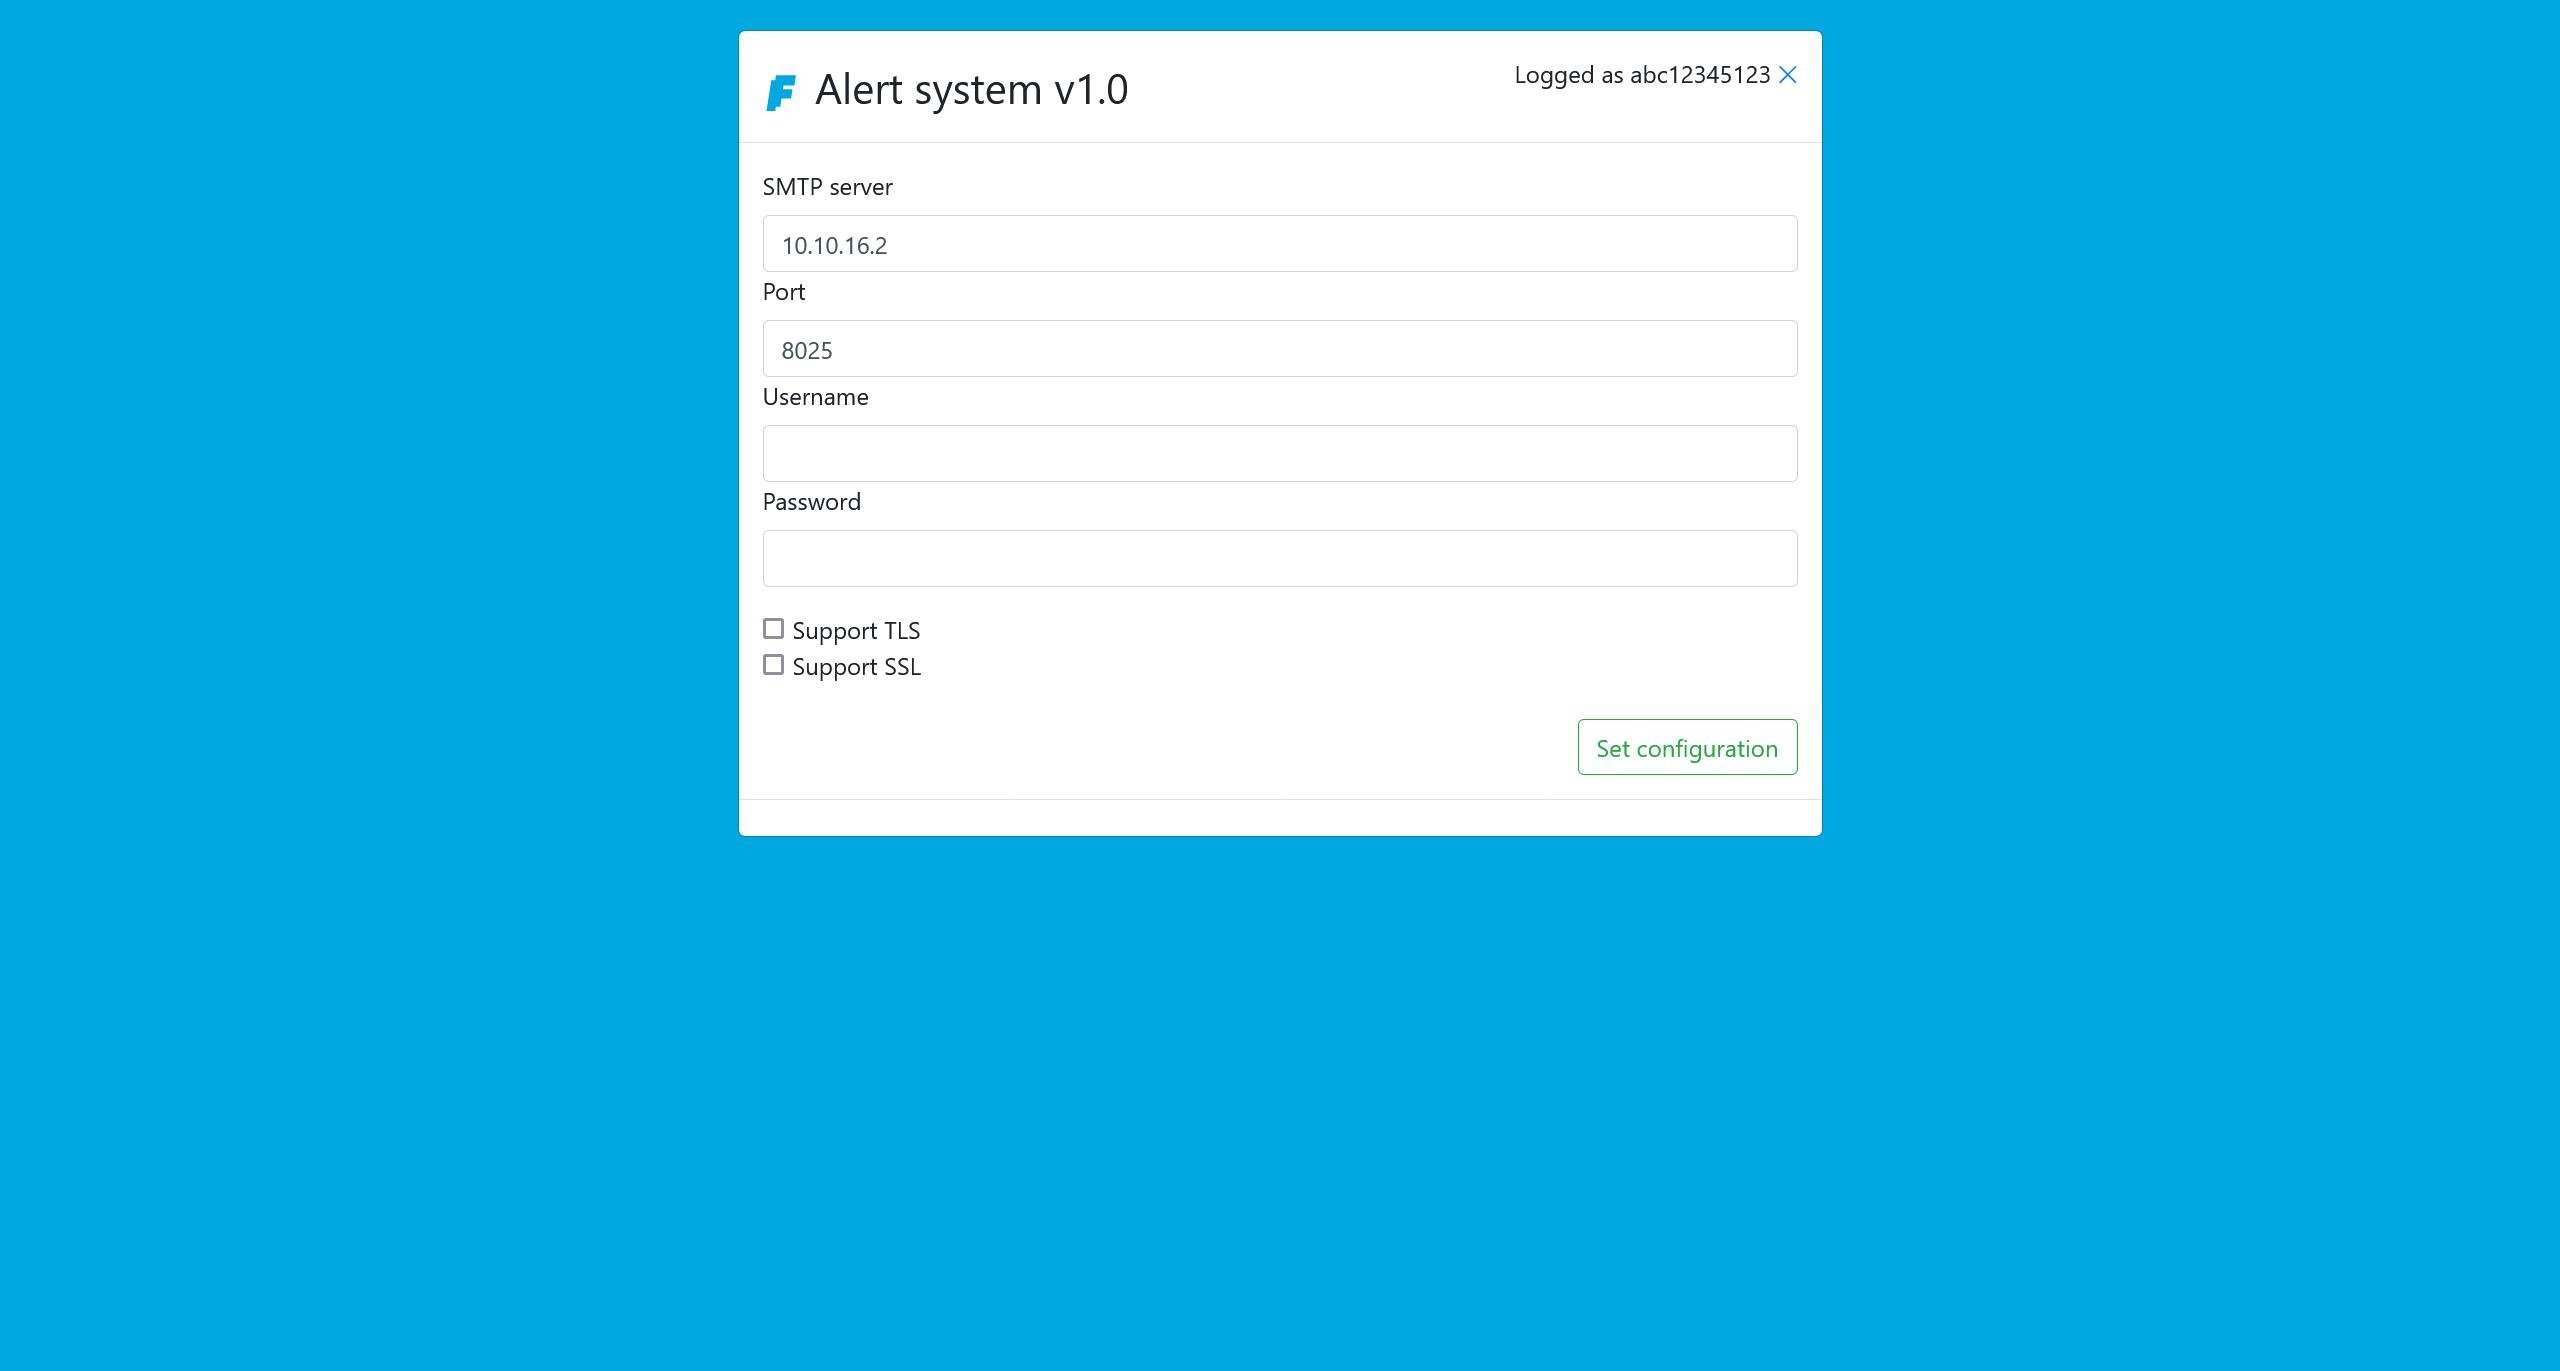 Alert system v1.0
Logged as abc12345123
SMTP server
10.10.16.2
Port
8025
Username
Password
Support TLS
Support SSL
Set configuration